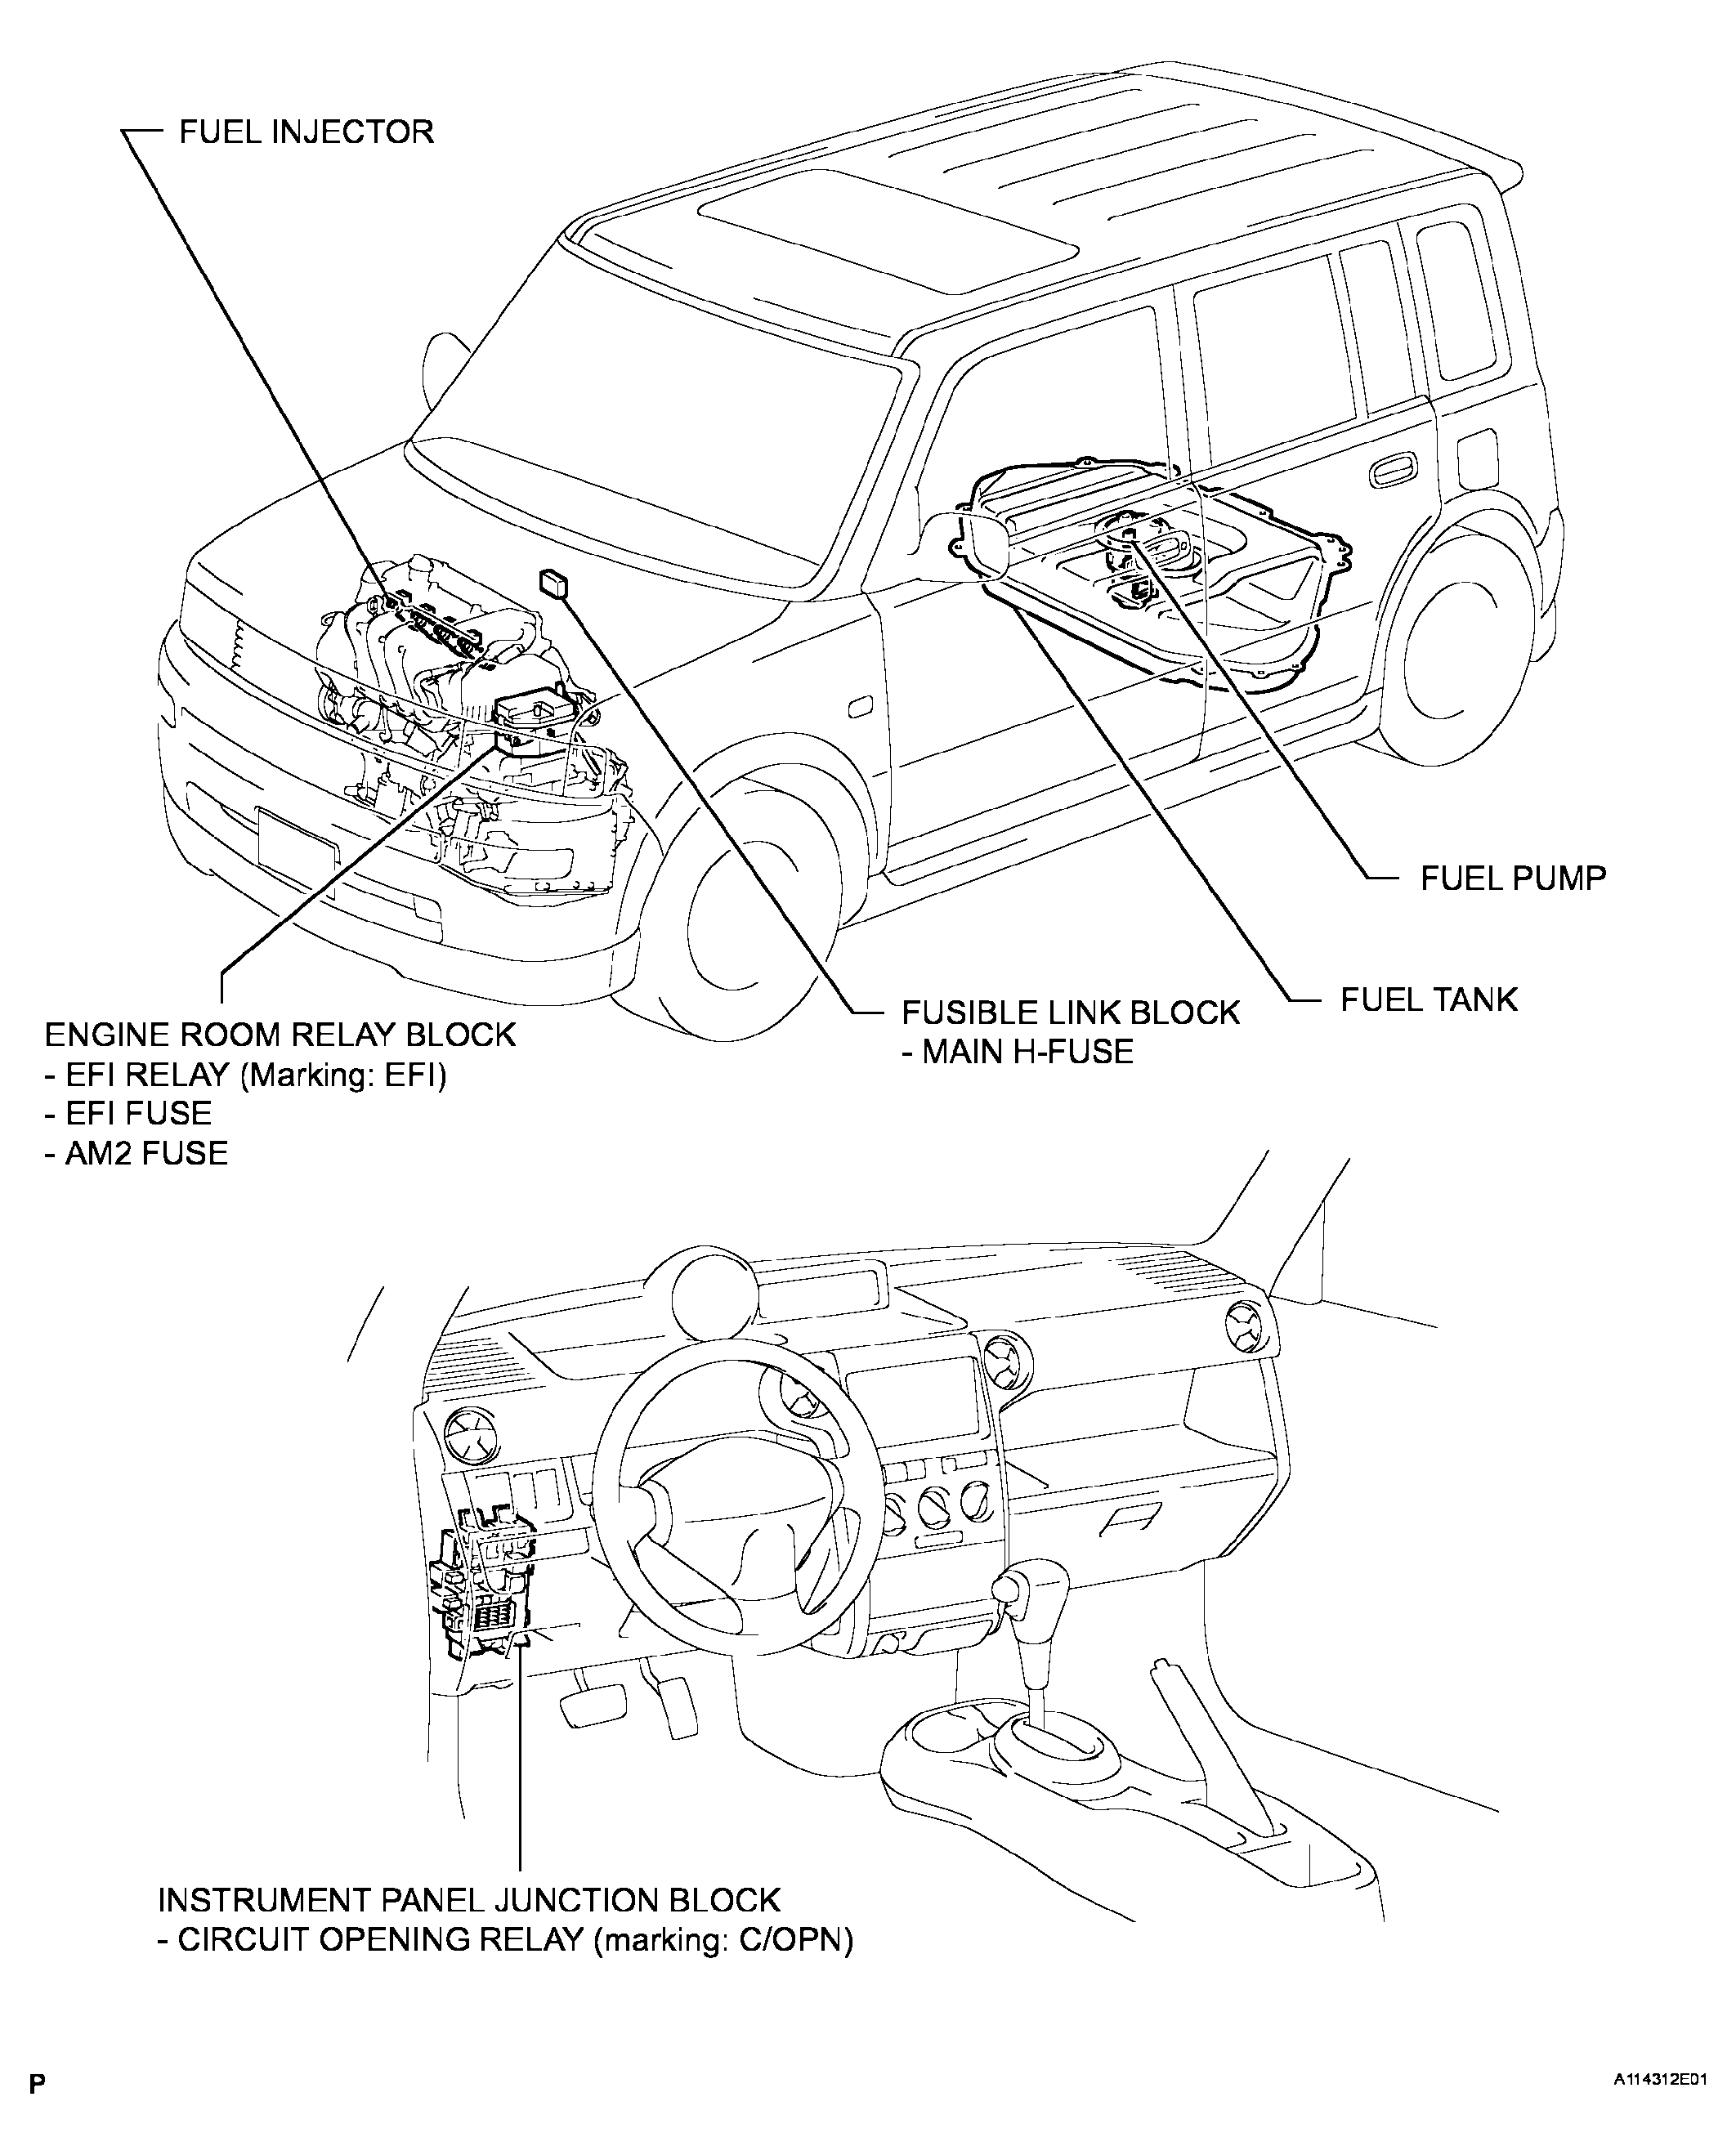 FUEL INJECTOR
FUEL PUMP
FUEL TANK
FUSIBLE LINK BLOCK
- MAIN H-FUSE
ENGINE ROOM RELAY BLOCK
- EFI RELAY (Marking: EFI)
- EFI FUSE
- AM2 FUSE
INSTRUMENT PANEL JUNCTION BLOCK
- CIRCUIT OPENING RELAY (marking: C/OPN)
P
A114312E01